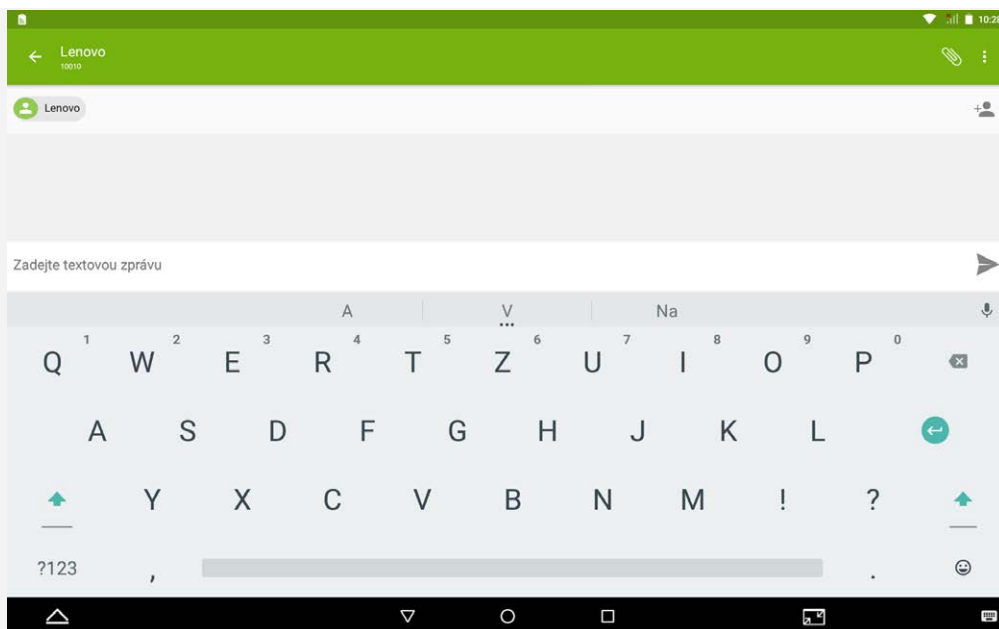 10:28
Lenovo
10010
Lenovo
Zadejte textovou zprávu
A V Na
1 2 3 4 5 6 7 8 9 0
Q W E R T Z U I O P
A S D F G H J K L
Y X C V B N M ! ?
?123 , .